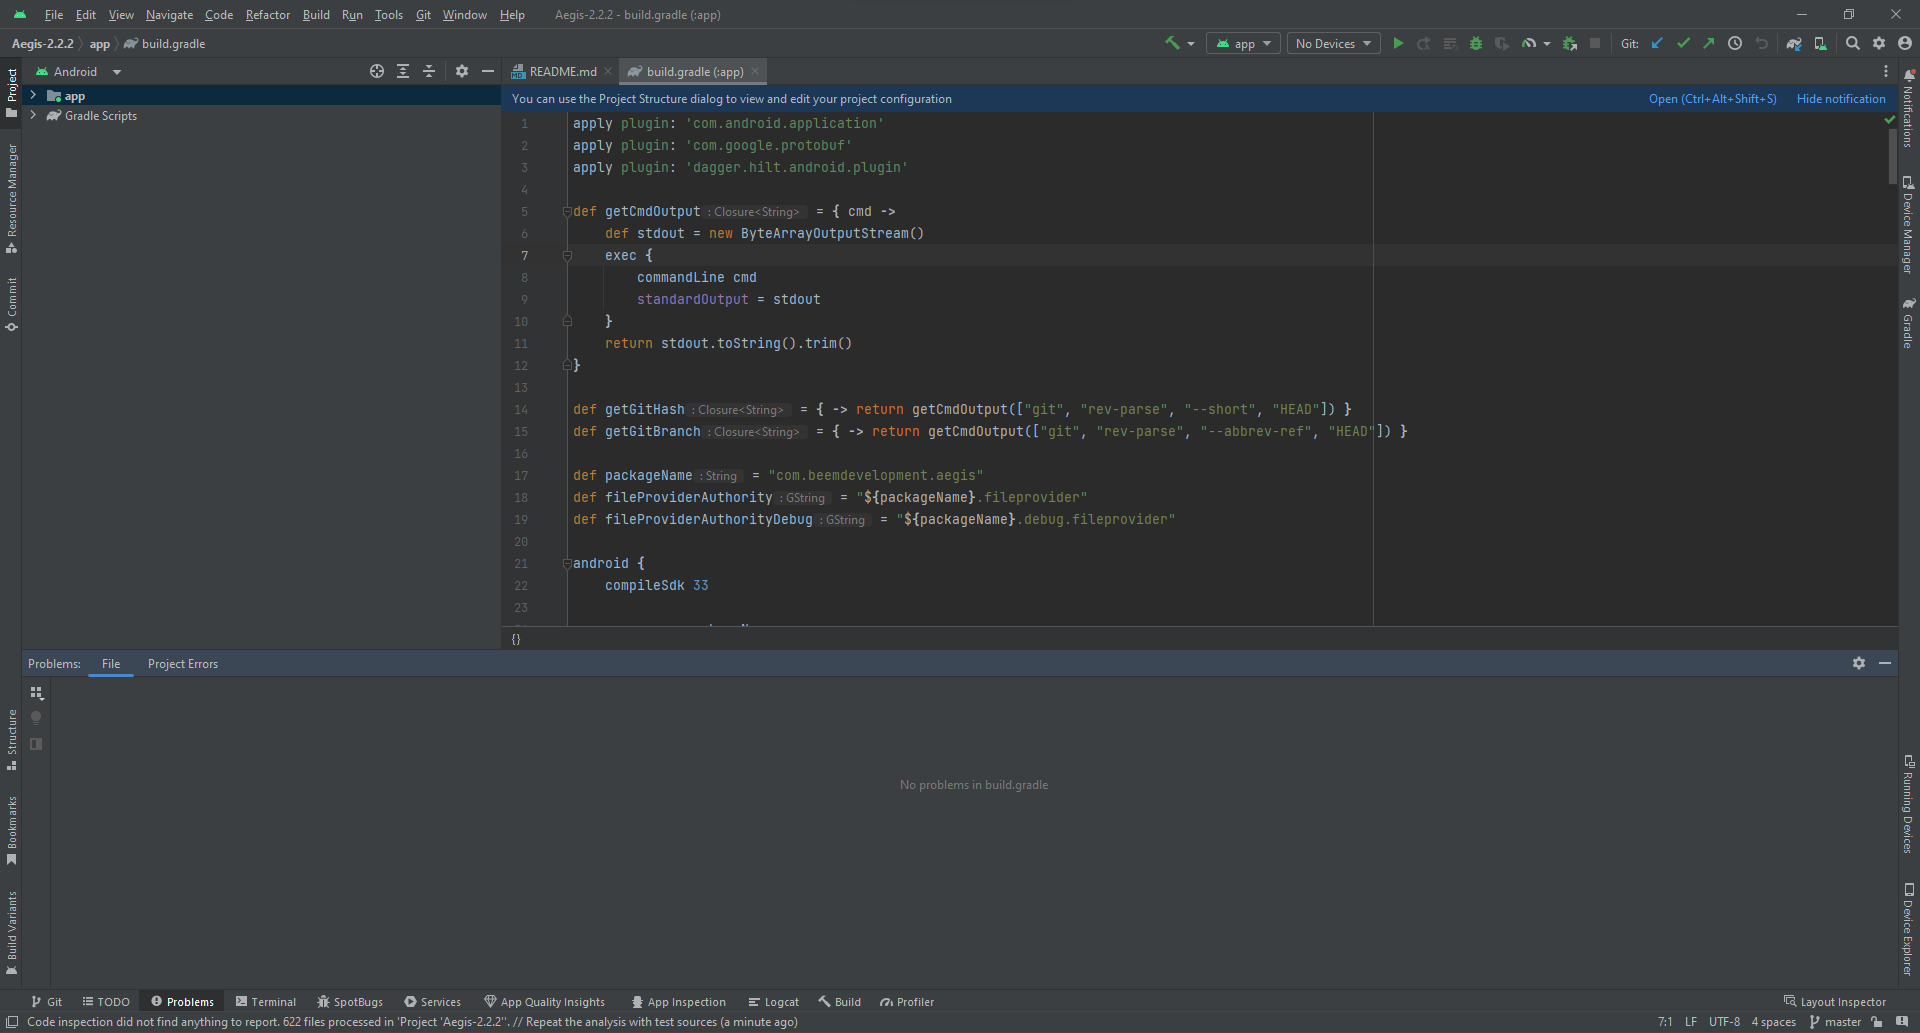 File Edit View Navigate Code Refactor Build Run Tools Git Window Help Aegis-2.2.2 - build.gradle (:app)
Aegis-2.2.2 app build.gradle app No Devices Git:
Project
Resource Manager
Commit
Structure
Bookmarks
Build Variants
Android
app
Gradle Scripts
README.md build.gradle (:app)
You can use the Project Structure dialog to view and edit your project configuration Open (Ctrl+Alt+Shift+S) Hide notification
1 apply plugin: 'com.android.application'
2 apply plugin: 'com.google.protobuf'
3 apply plugin: 'dagger.hilt.android.plugin'
4
5 def getCmdOutput : Closure<String> = { cmd ->
6 def stdout = new ByteArrayOutputStream()
7 exec {
8 commandLine cmd
9 standardOutput = stdout
10 }
11 return stdout.toString().trim()
12 }
13
14 def getGitHash : Closure<String> = { -> return getCmdOutput(["git", "rev-parse", "--short", "HEAD"]) }
15 def getGitBranch : Closure<String> = { -> return getCmdOutput(["git", "rev-parse", "--abbrev-ref", "HEAD"]) }
16
17 def packageName : String = "com.beemdevelopment.aegis"
18 def fileProviderAuthority : GString = "${packageName}.fileprovider"
19 def fileProviderAuthorityDebug : GString = "${packageName}.debug.fileprovider"
20
21 android {
22 compileSdk 33
23
{}
Notifications
Device Manager
Gradle
Running Devices
Device Explorer
Problems: File Project Errors
No problems in build.gradle
Git TODO Problems Terminal SpotBugs Services App Quality Insights App Inspection Logcat Build Profiler Layout Inspector
Code inspection did not find anything to report. 622 files processed in 'Project 'Aegis-2.2.2''. // Repeat the analysis with test sources (a minute ago) 7:1 LF UTF-8 4 spaces master